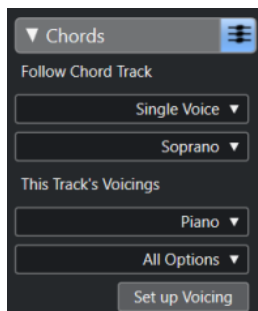 Chords
Follow Chord Track
Single Voice
Soprano
This Track's Voicings
Piano
All Options
Set up Voicing